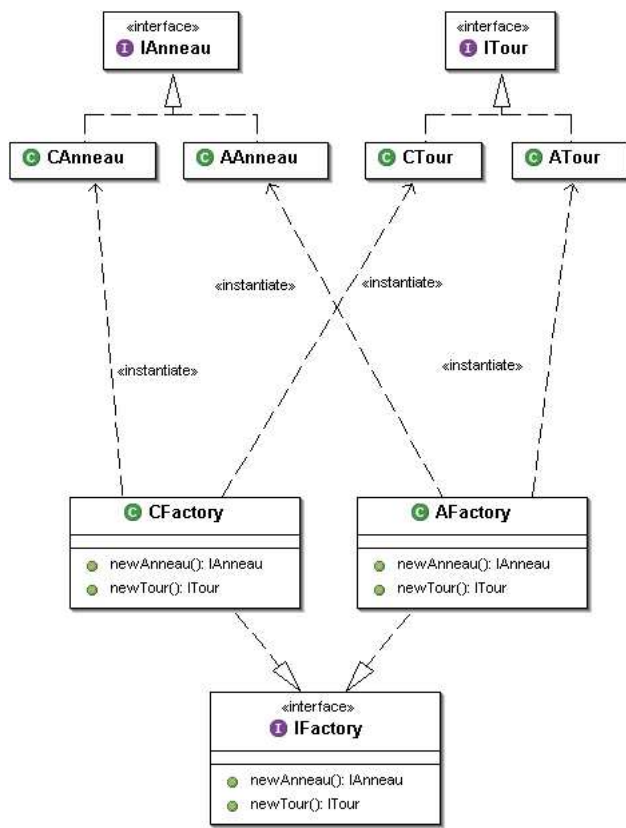 «interface»
I IAnneau
«interface»
I ITour
C CAnneau
C AAnneau
C CTour
C ATour
«instantiate»
«instantiate»
«instantiate»
«instantiate»
C CFactory
newAnneau(): IAnneau
newTour(): ITour
C AFactory
newAnneau(): IAnneau
newTour(): ITour
«interface»
I IFactory
newAnneau(): IAnneau
newTour(): ITour